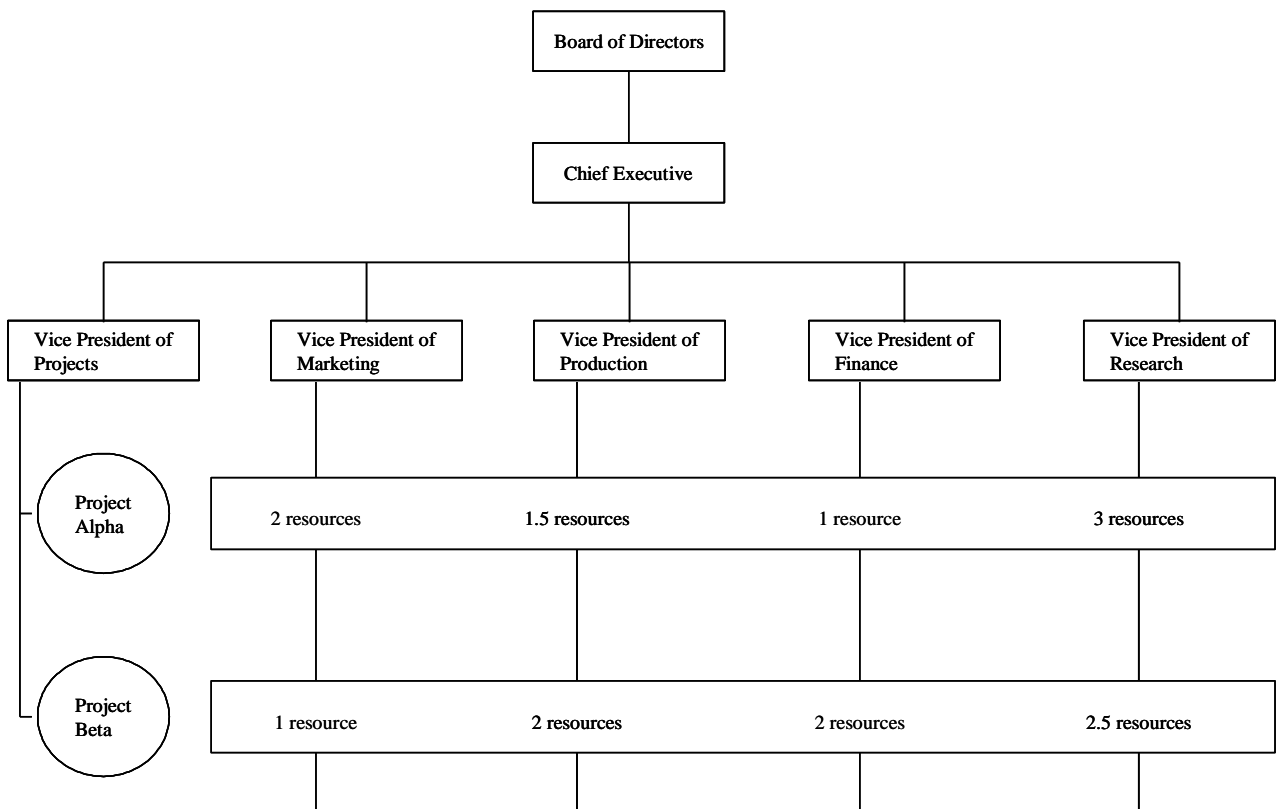 Board of Directors
Chief Executive
Vice President of
Projects
Vice President of
Marketing
Vice President of
Production
Vice President of
Finance
Vice President of
Research
Project
Alpha
2 resources
1.5 resources
1 resource
3 resources
Project
Beta
1 resource
2 resources
2 resources
2.5 resources